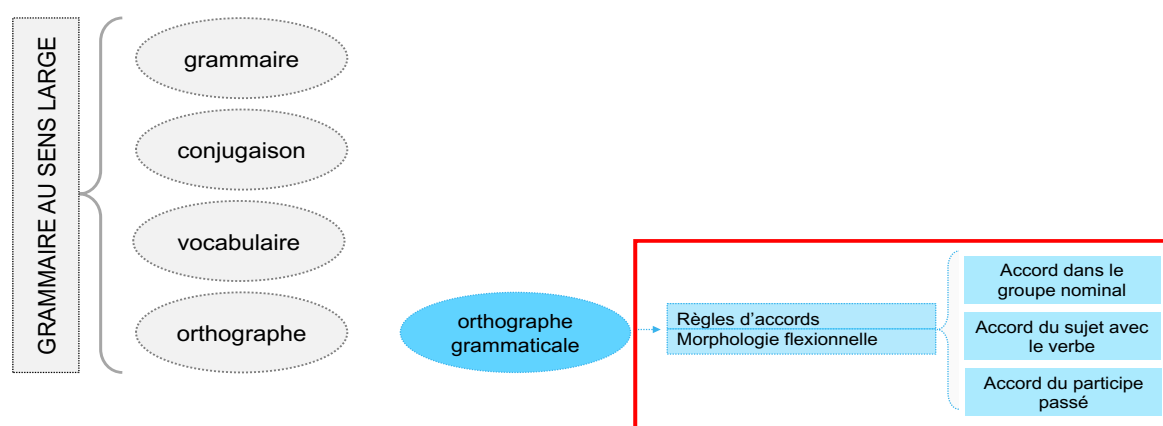 GRAMMAIRE AU SENS LARGE
grammaire
conjugaison
vocabulaire
orthographe
orthographe
grammaticale
Règles d’accords
Morphologie flexionnelle
Accord dans le
groupe nominal
Accord du sujet avec
le verbe
Accord du participe
passé